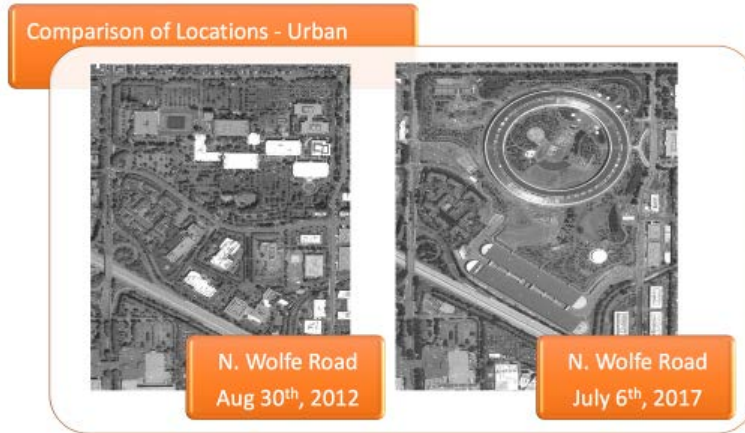 Comparison of Locations - Urban
N. Wolfe Road
Aug 30th, 2012
N. Wolfe Road
July 6th, 2017